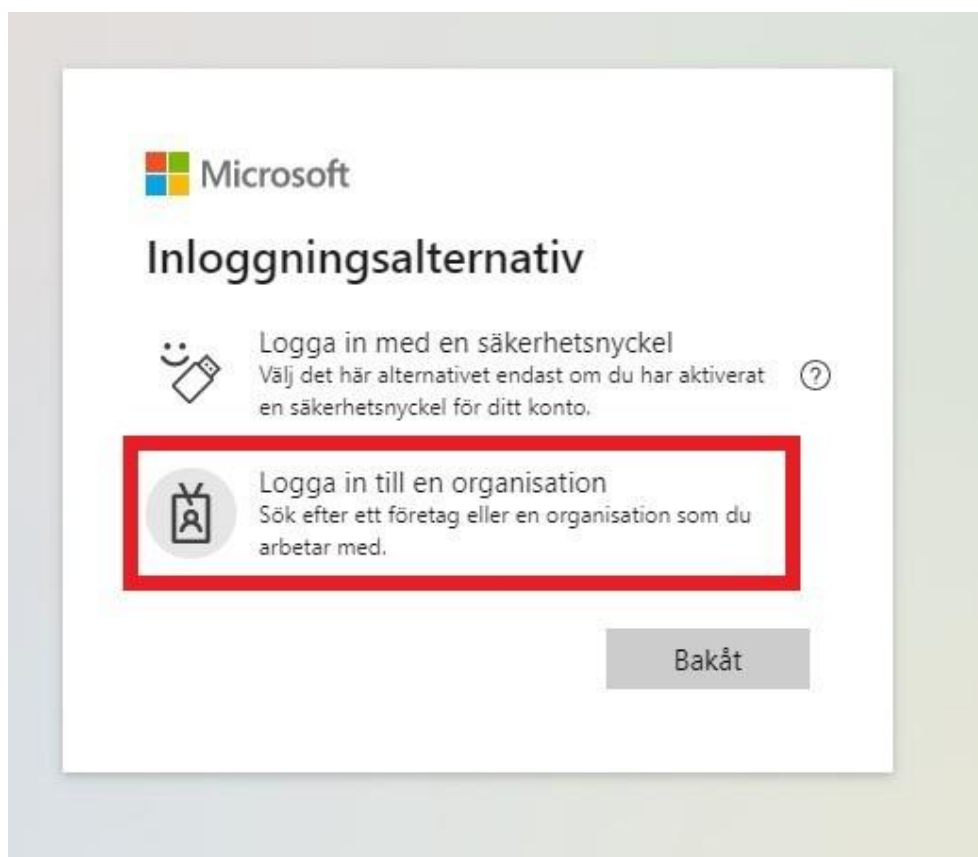 Microsoft
Inloggningsalternativ
Logga in med en säkerhetsnyckel
Välj det här alternativet endast om du har aktiverat
en säkerhetsnyckel för ditt konto.
?
Logga in till en organisation
Sök efter ett företag eller en organisation som du
arbetar med.
Bakåt